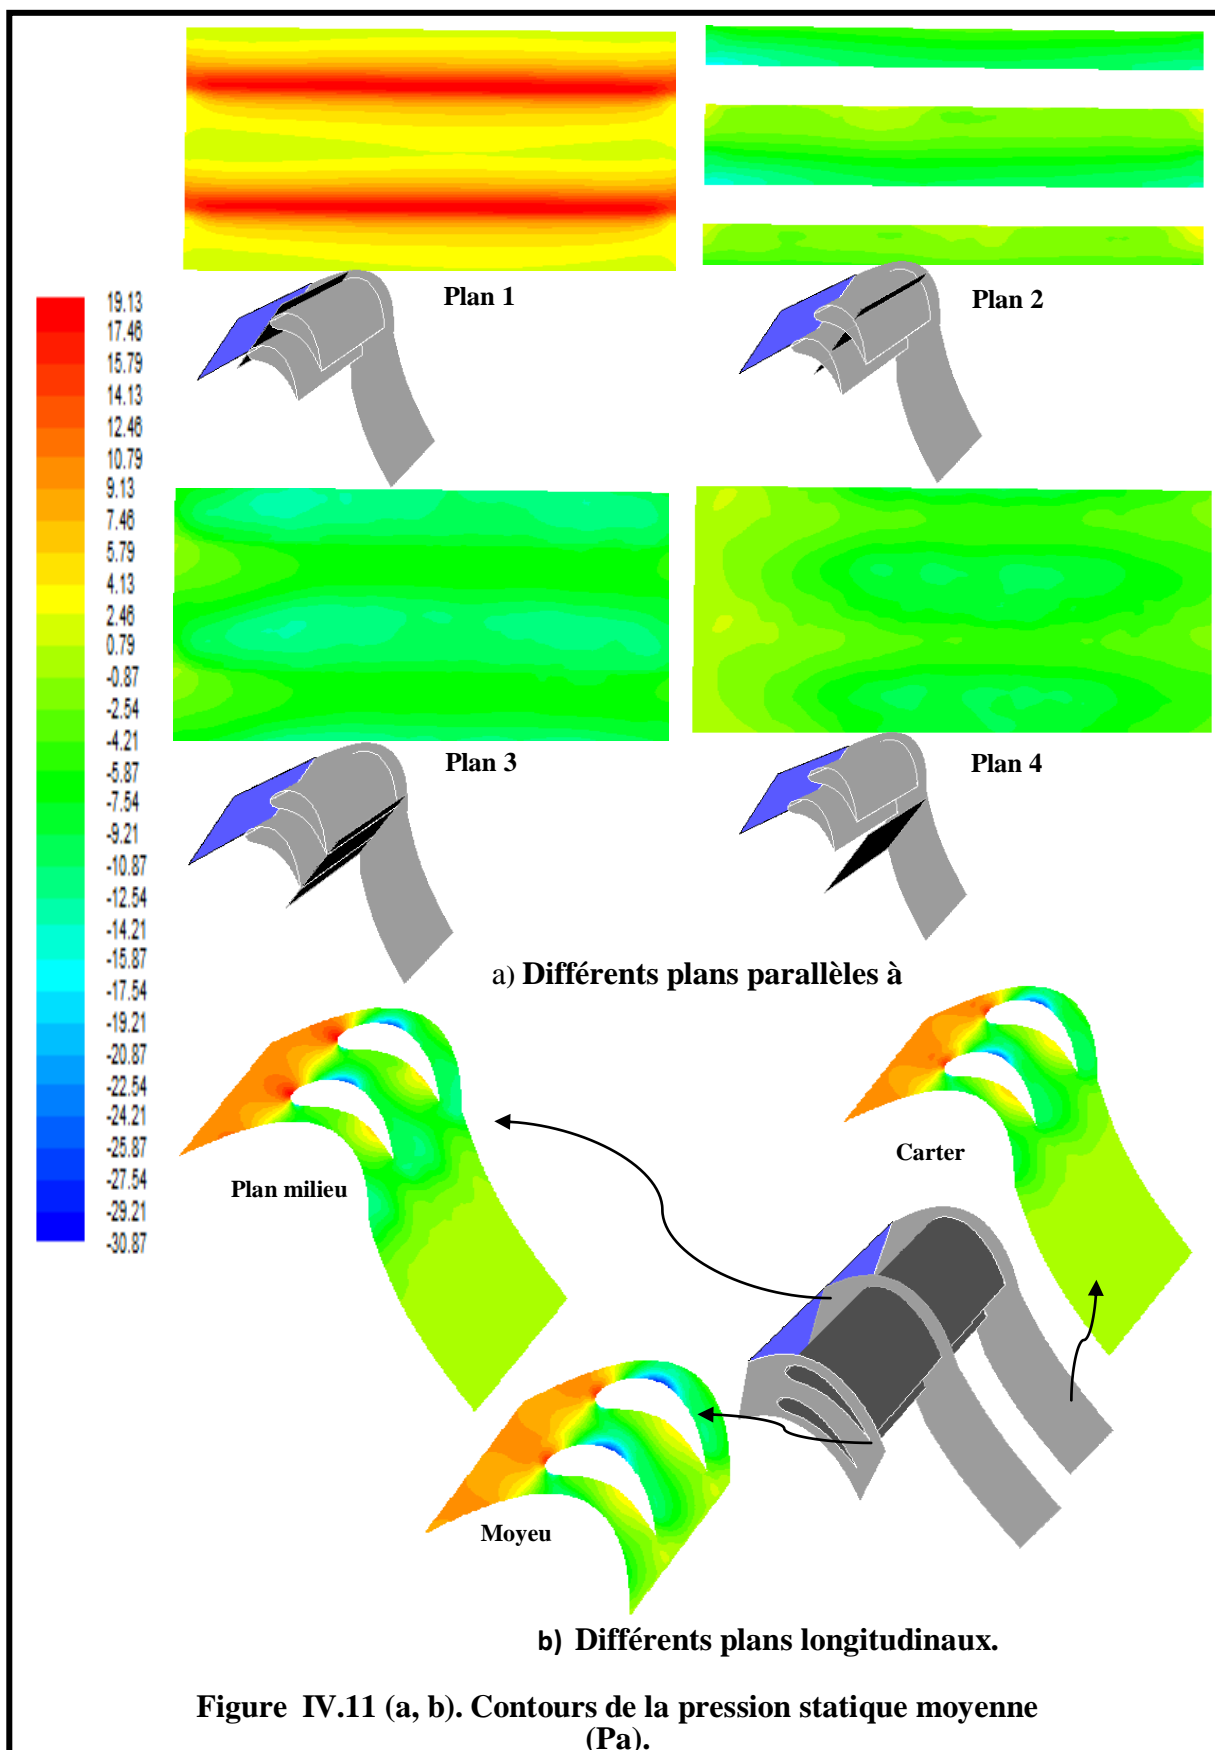 Plan 1
Plan 2
19.13
17.46
15.79
14.13
12.46
10.79
9.13
7.46
5.79
4.13
2.46
0.79
-0.87
-2.54
-4.21
-5.87
-7.54
-9.21
-10.87
-12.54
-14.21
-15.87
-17.54
-19.21
-20.87
-22.54
-24.21
-25.87
-27.54
-29.21
-30.87
Plan 3
Plan 4
a) Différents plans parallèles à
Plan milieu
Carter
Moyeu
b) Différents plans longitudinaux.
Figure IV.11 (a, b). Contours de la pression statique moyenne
(Pa).